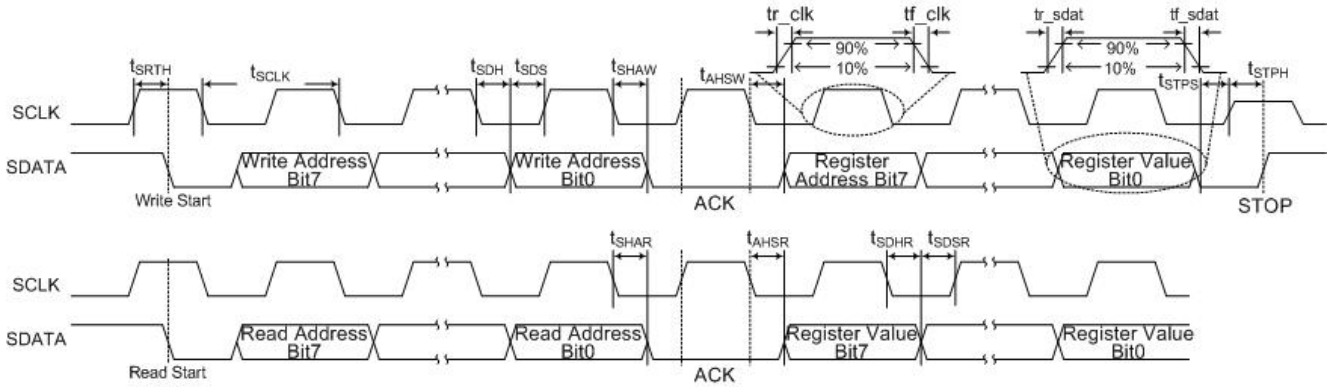 tr_clk tf_clk tr_sdat tf_sdat
90% 90%
10% 10%
tSRTH tSCLK tSDH tSDS tSHAW tAHSW tSTPS tSTPH
SCLK
SDATA Write Address Bit7 Write Address Bit0 Register Address Bit7 Register Value Bit0
Write Start ACK STOP
tSHAR tAHSR tSDHR tSDSR
SCLK
SDATA Read Address Bit7 Read Address Bit0 Register Value Bit7 Register Value Bit0
Read Start ACK